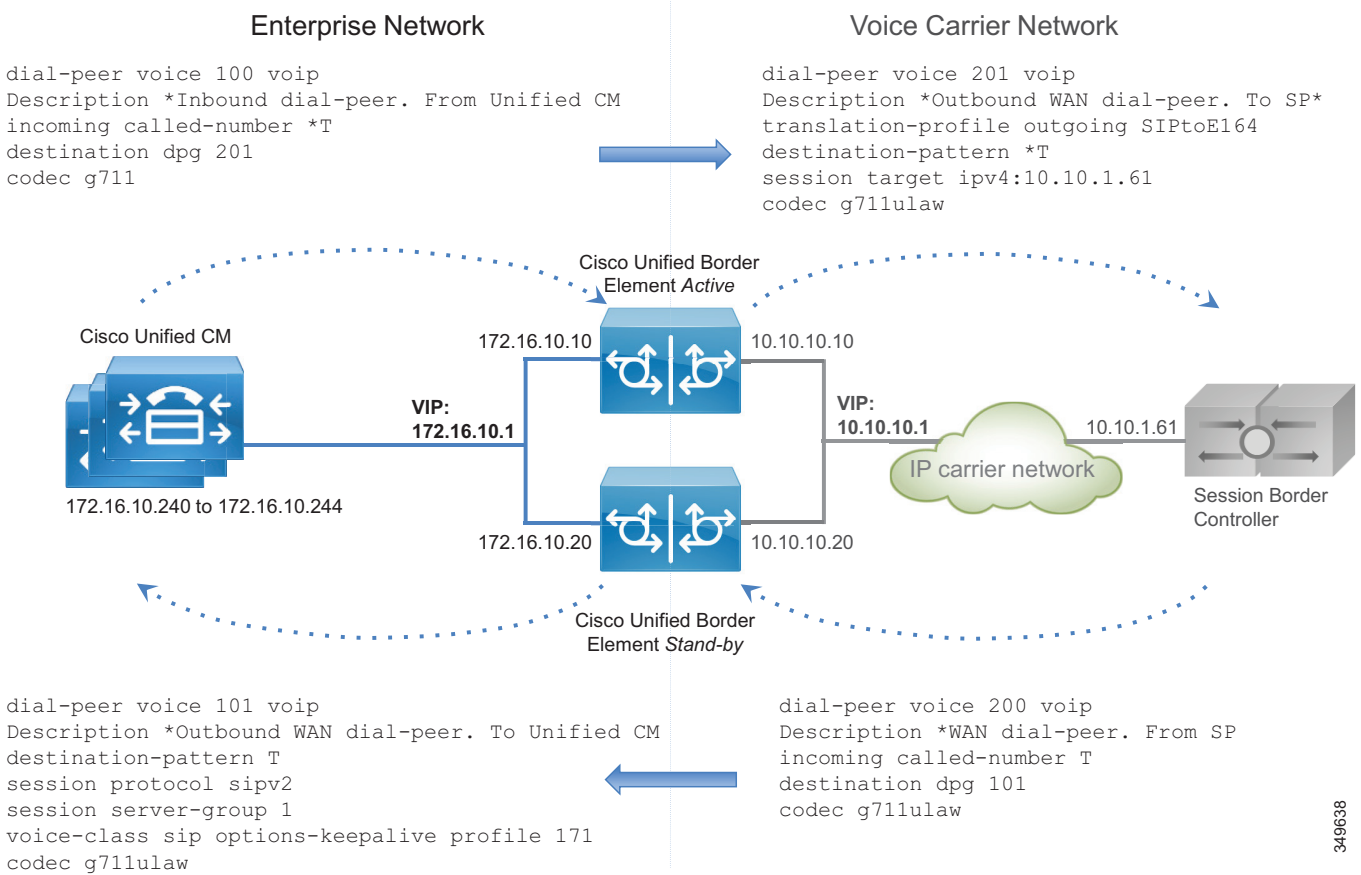 Enterprise Network
Voice Carrier Network
dial-peer voice 100 voip
Description *Inbound dial-peer. From Unified CM
incoming called-number *T
destination dpg 201
codec g711
dial-peer voice 201 voip
Description *Outbound WAN dial-peer. To SP*
translation-profile outgoing SIPtoE164
destination-pattern *T
session target ipv4:10.10.1.61
codec g711ulaw
Cisco Unified Border
Element Active
Cisco Unified CM
172.16.10.10
10.10.10.10
VIP:
172.16.10.1
VIP:
10.10.10.1
10.10.1.61
IP carrier network
172.16.10.240 to 172.16.10.244
Session Border
Controller
172.16.10.20
10.10.10.20
Cisco Unified Border
Element Stand-by
dial-peer voice 101 voip
Description *Outbound WAN dial-peer. To Unified CM
destination-pattern T
session protocol sipv2
session server-group 1
voice-class sip options-keepalive profile 171
codec g711ulaw
dial-peer voice 200 voip
Description *WAN dial-peer. From SP
incoming called-number T
destination dpg 101
codec g711ulaw
349638